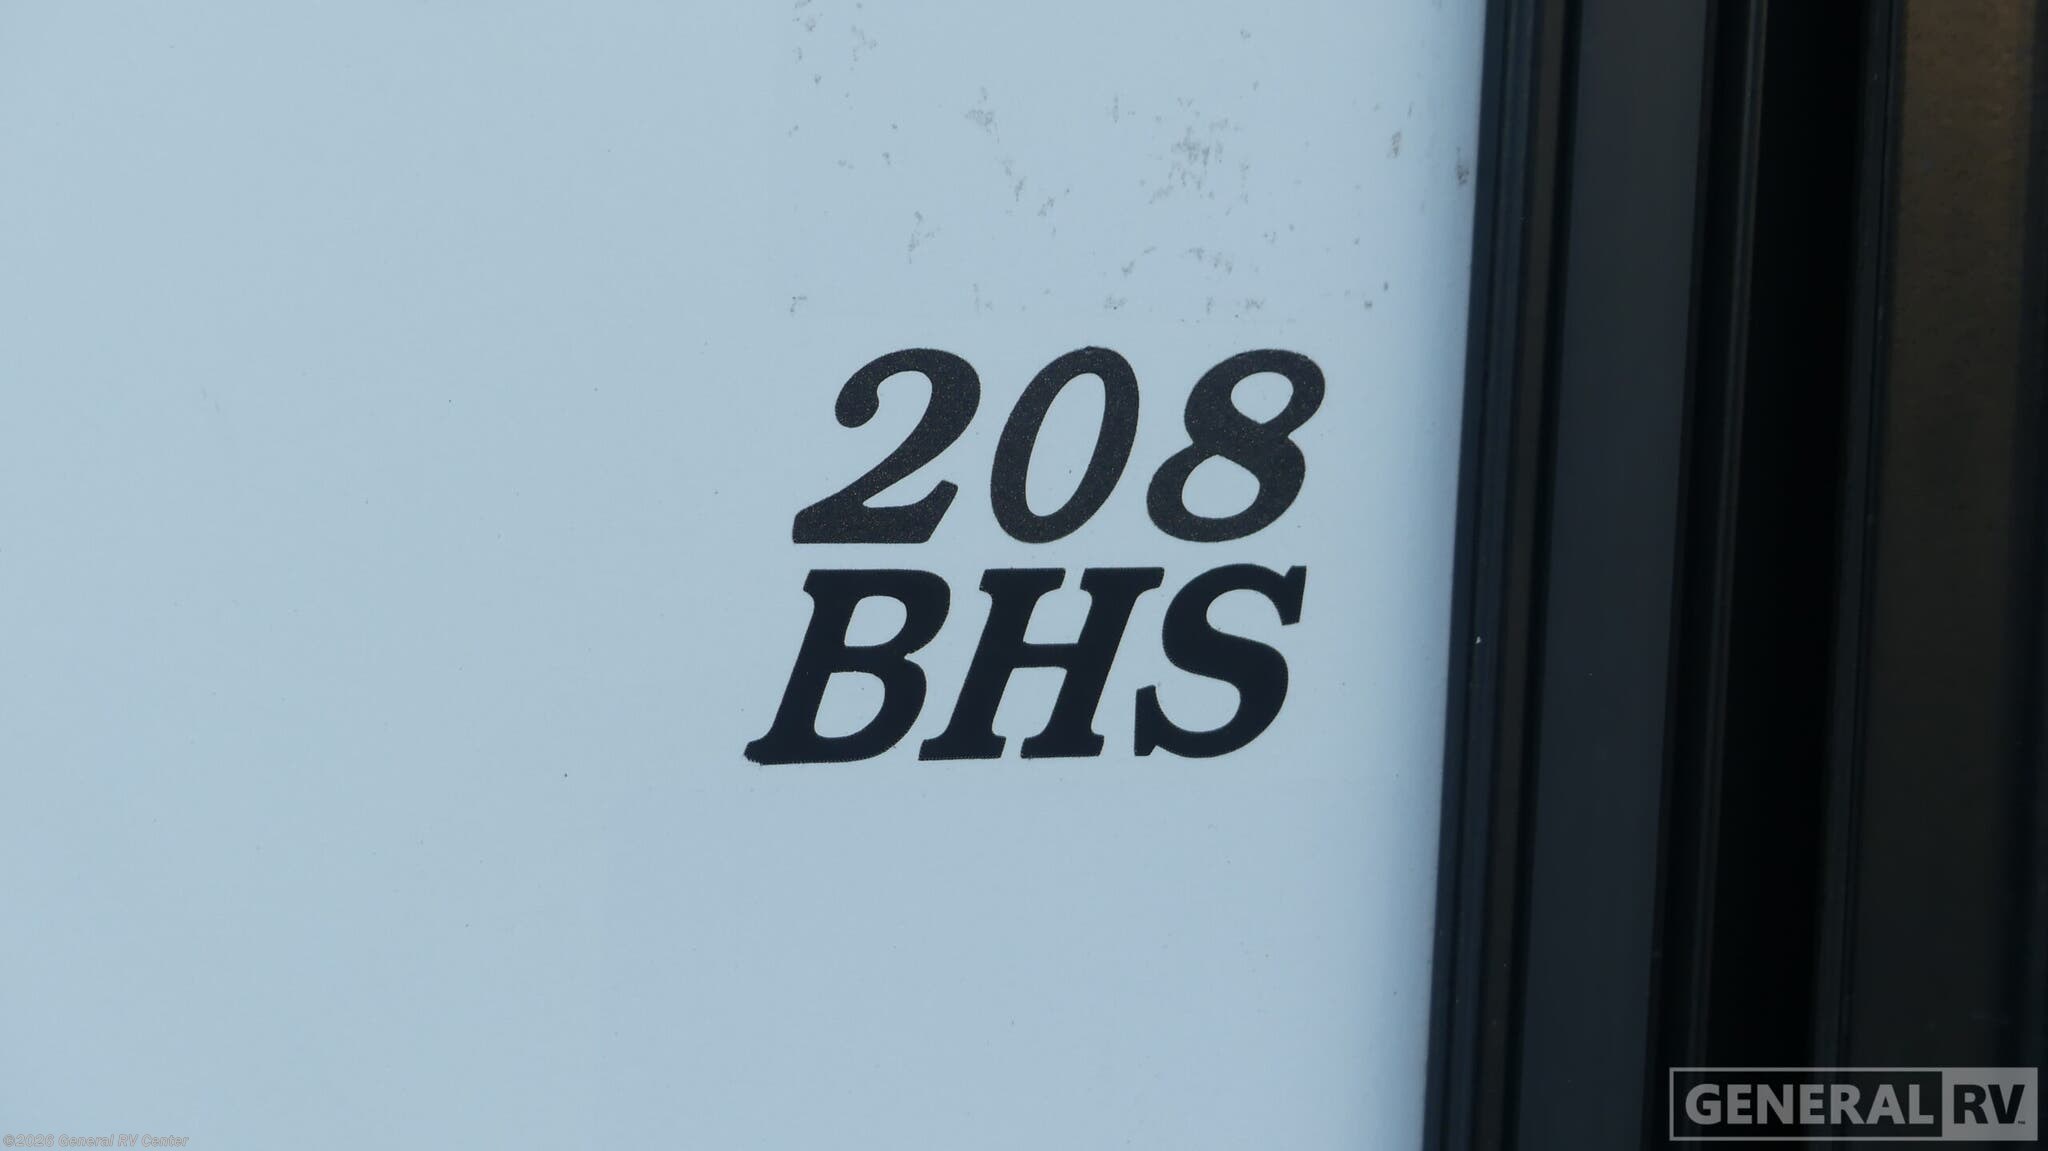 208
BHS
GENERAL RV
©2026 General RV Center